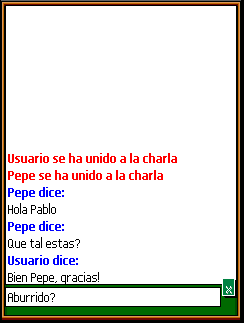 Usuario se ha unido a la charla
Pepe se ha unido a la charla
Pepe dice:
Hola Pablo
Pepe dice:
Que tal estas?
Usuario dice:
Bien Pepe, gracias!
Aburrido?